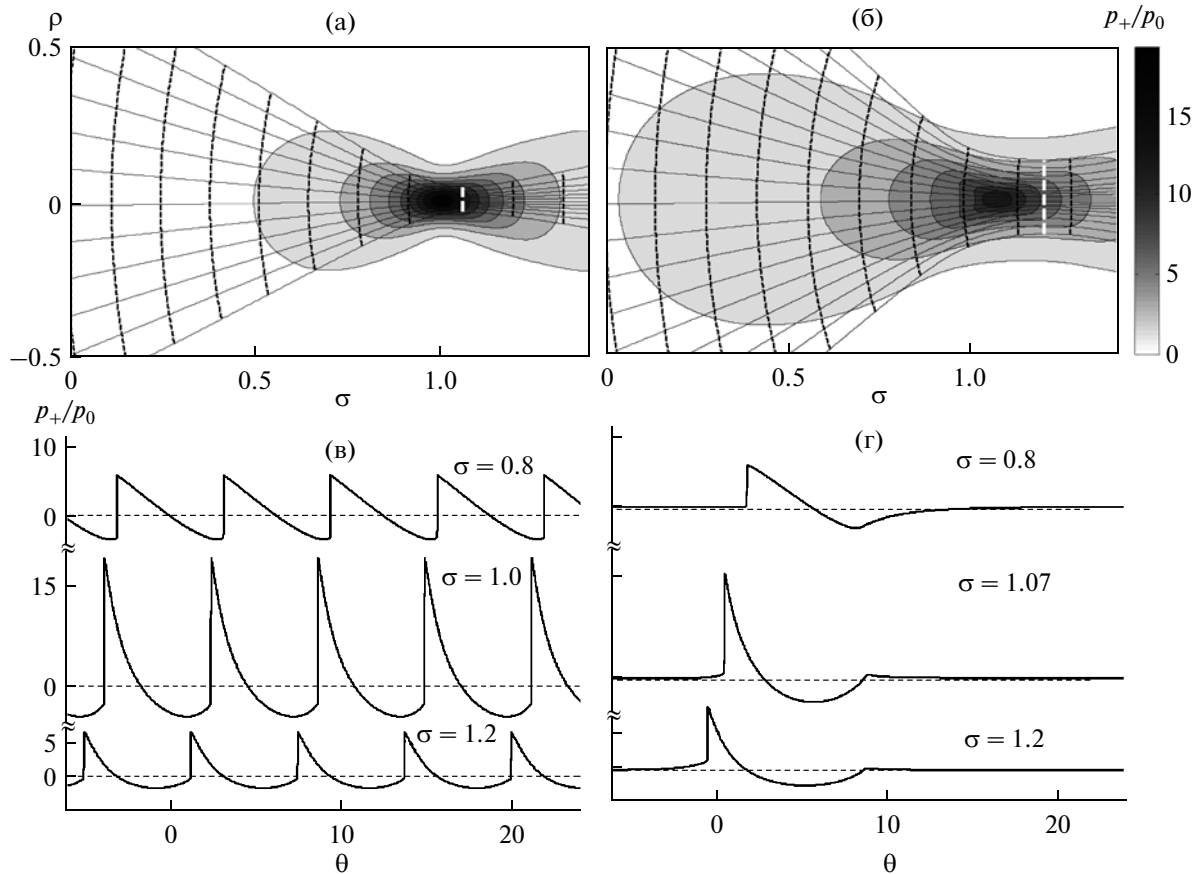 ρ (а) (б) p₊/p₀
0.5
15
10
0
5
−0.5 0
0 0.5 1.0 0 0.5 1.0
σ σ
p₊/p₀
10 (в) σ = 0.8 (г) σ = 0.8
0
≈ ≈
15 σ = 1.0 σ = 1.07
0
≈ ≈
5 σ = 1.2 σ = 1.2
0
0 10 20 0 10 20
θ θ